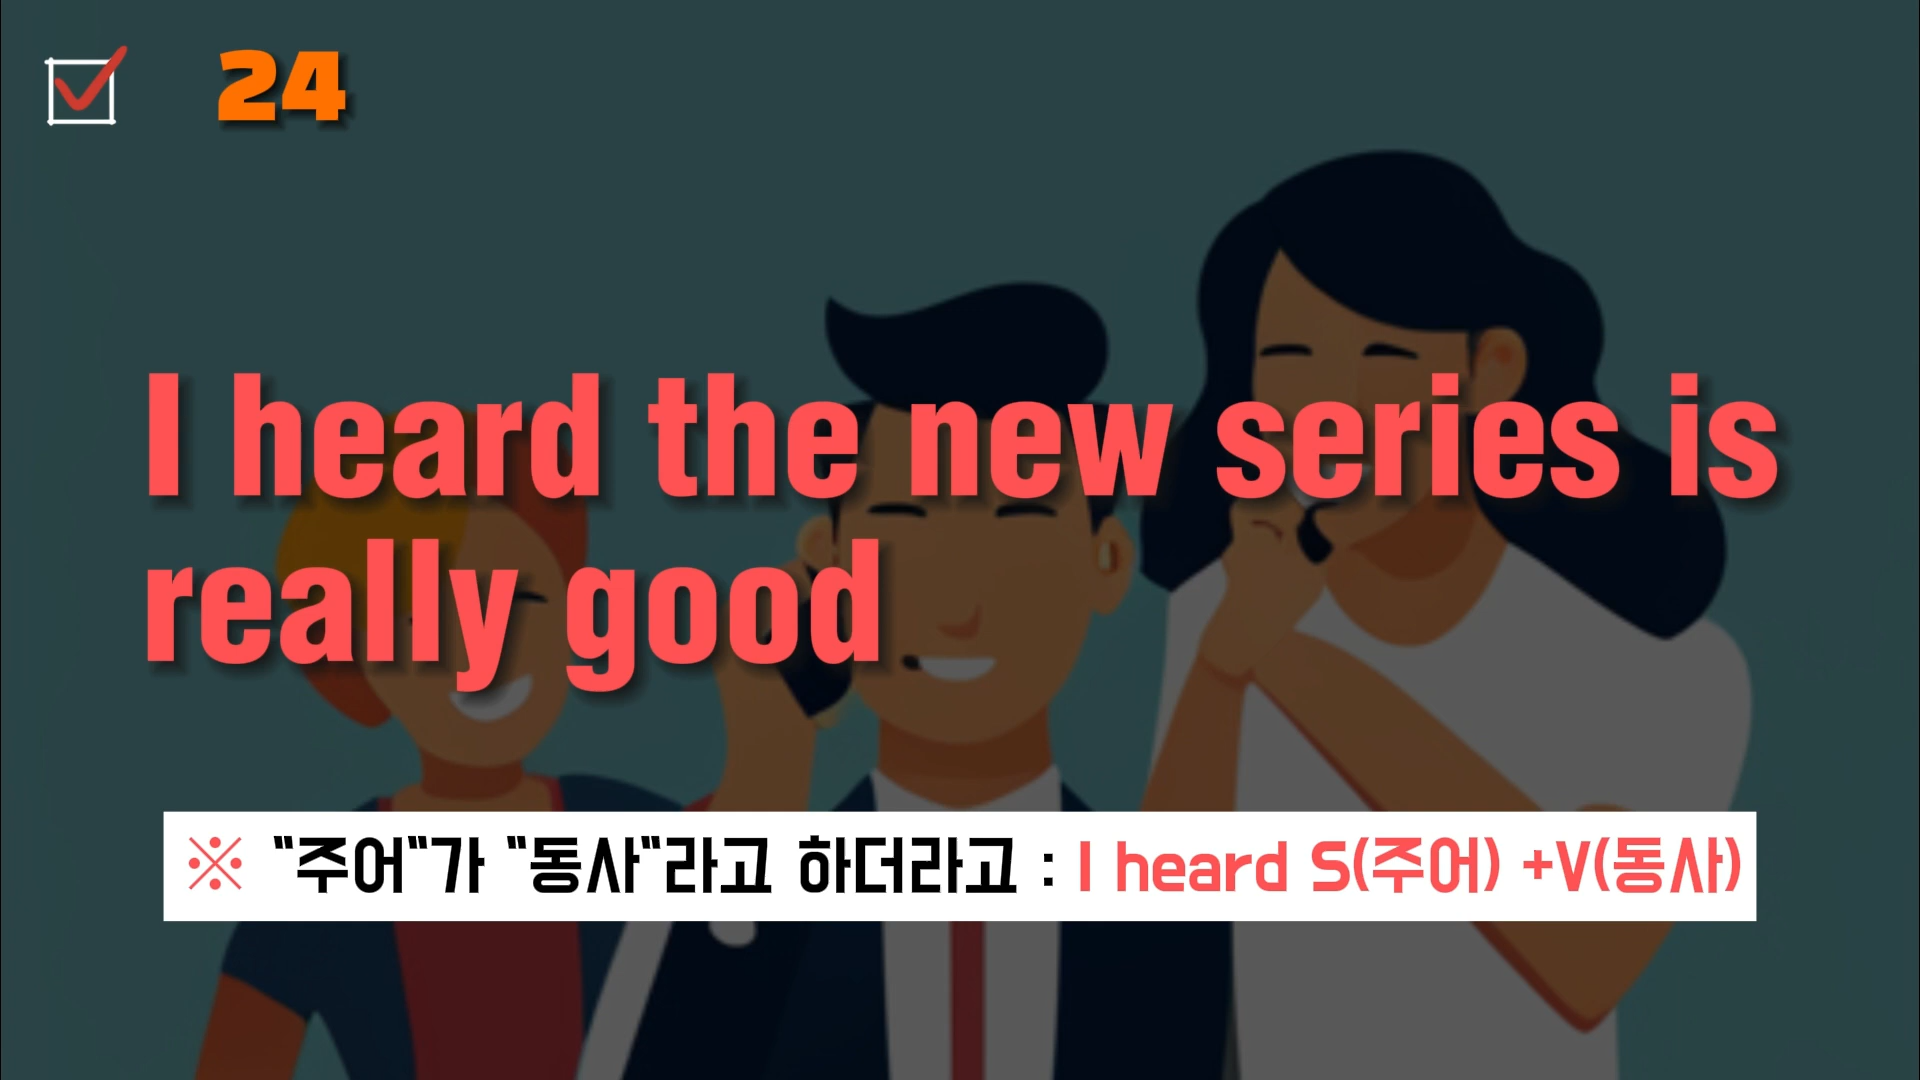 24
I heard the new series is
really good
※ "주어"가 "동사"라고 하더라고 : I heard S(주어) +V(동사)